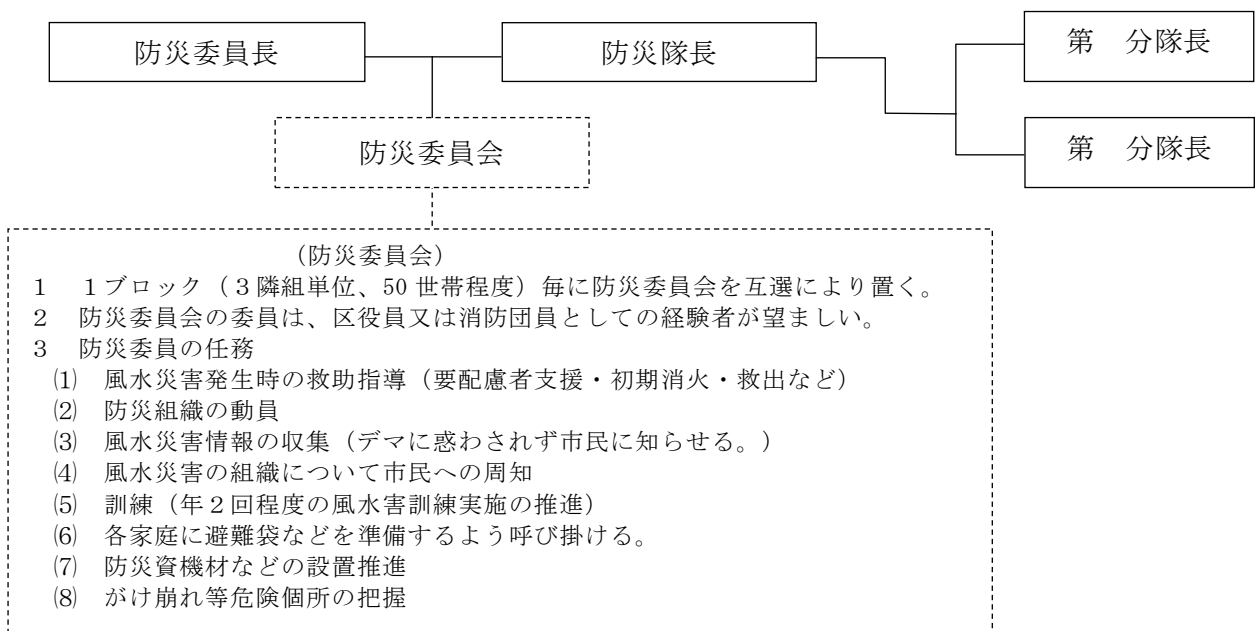 防災委員長
防災隊長
第　分隊長
第　分隊長
防災委員会
（防災委員会）
１　１ブロック（３隣組単位、50 世帯程度）毎に防災委員会を互選により置く。
２　防災委員会の委員は、区役員又は消防団員としての経験者が望ましい。
３　防災委員の任務
⑴　風水災害発生時の救助指導（要配慮者支援・初期消火・救出など）
⑵　防災組織の動員
⑶　風水災害情報の収集（デマに惑わされず市民に知らせる。）
⑷　風水災害の組織について市民への周知
⑸　訓練（年２回程度の風水害訓練実施の推進）
⑹　各家庭に避難袋などを準備するよう呼び掛ける。
⑺　防災資機材などの設置推進
⑻　がけ崩れ等危険個所の把握